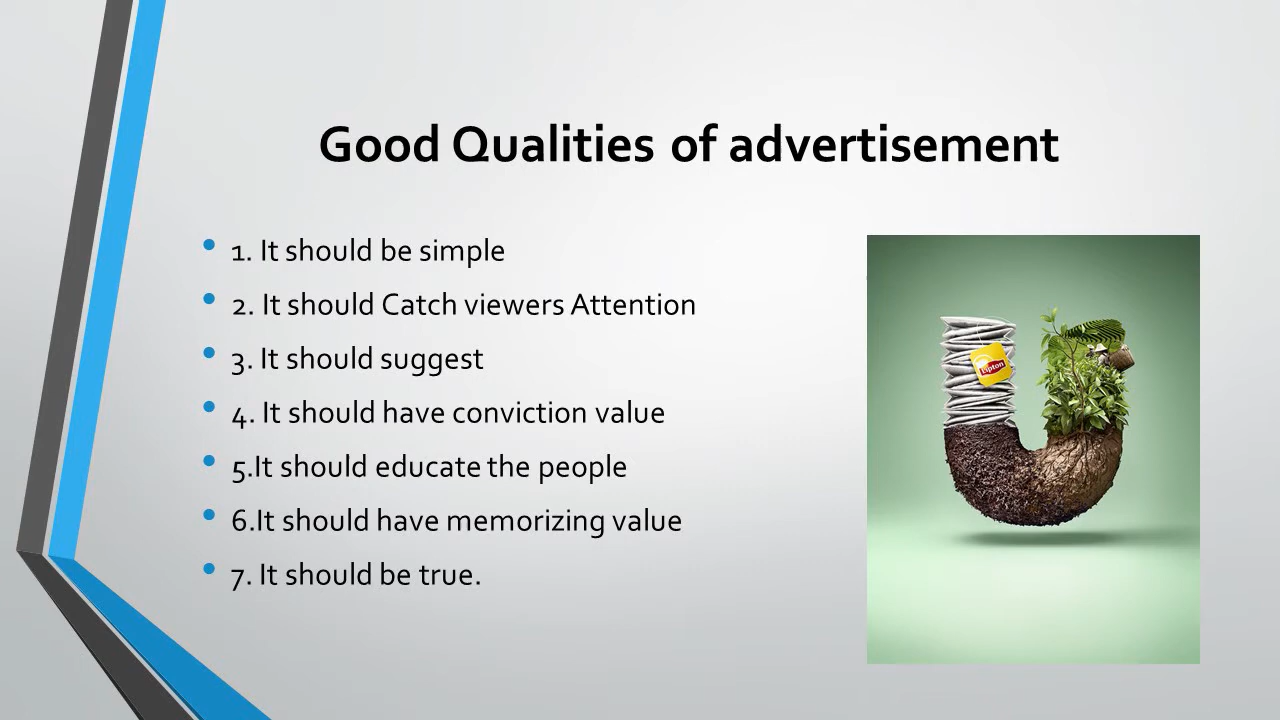 Good Qualities of advertisement
• 1. It should be simple
• 2. It should Catch viewers Attention
• 3. It should suggest
• 4. It should have conviction value
• 5.It should educate the people
• 6.It should have memorizing value
• 7. It should be true.
Lipton